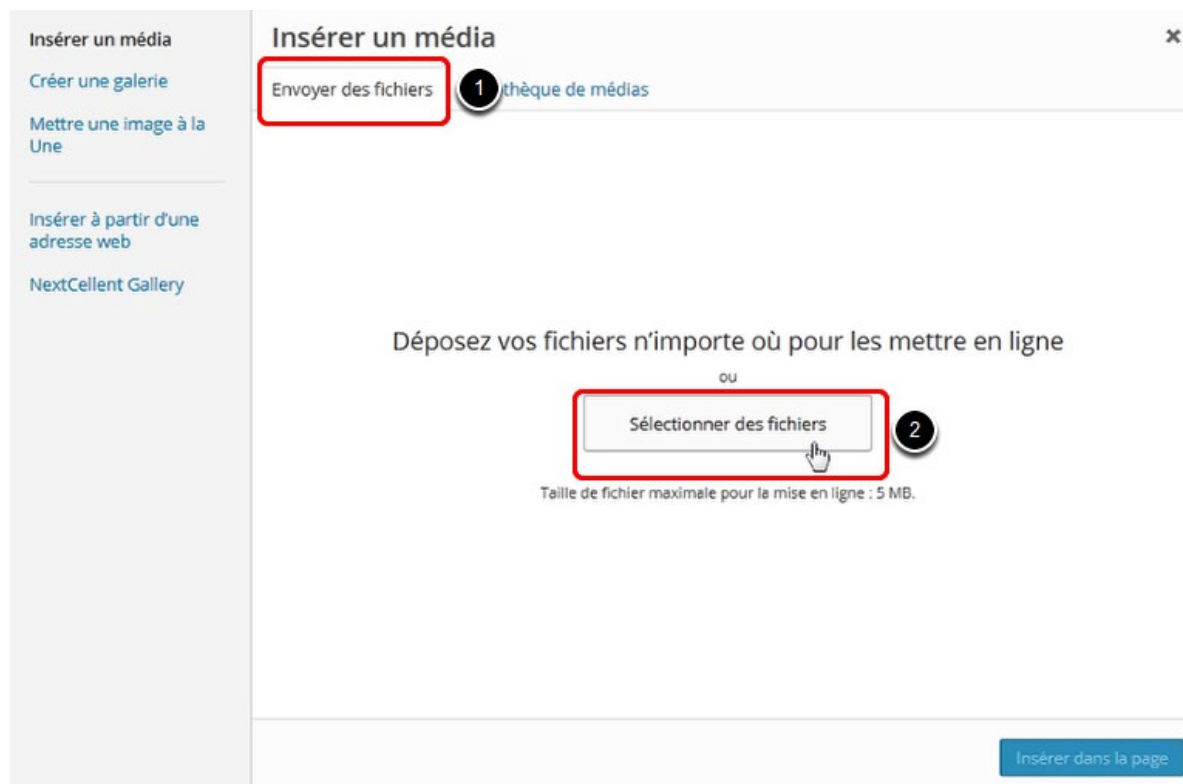 Insérer un média
Créer une galerie
Mettre une image à la
Une
Insérer à partir d'une
adresse web
NextCellent Gallery
Insérer un média
Envoyer des fichiers 1 thèque de médias
Déposez vos fichiers n'importe où pour les mettre en ligne
ou
Sélectionner des fichiers
2
Taille de fichier maximale pour la mise en ligne : 5 MB.
Insérer dans la page